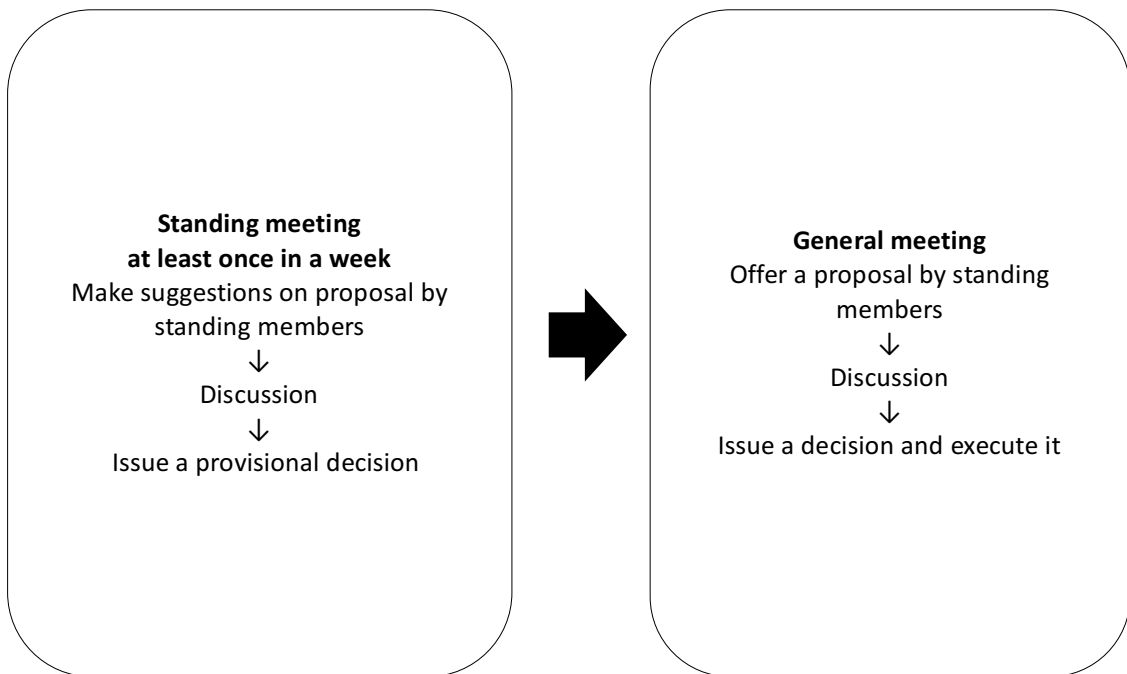 Standing meeting
at least once in a week
Make suggestions on proposal by
standing members
↓
Discussion
↓
Issue a provisional decision
General meeting
Offer a proposal by standing
members
↓
Discussion
↓
Issue a decision and execute it